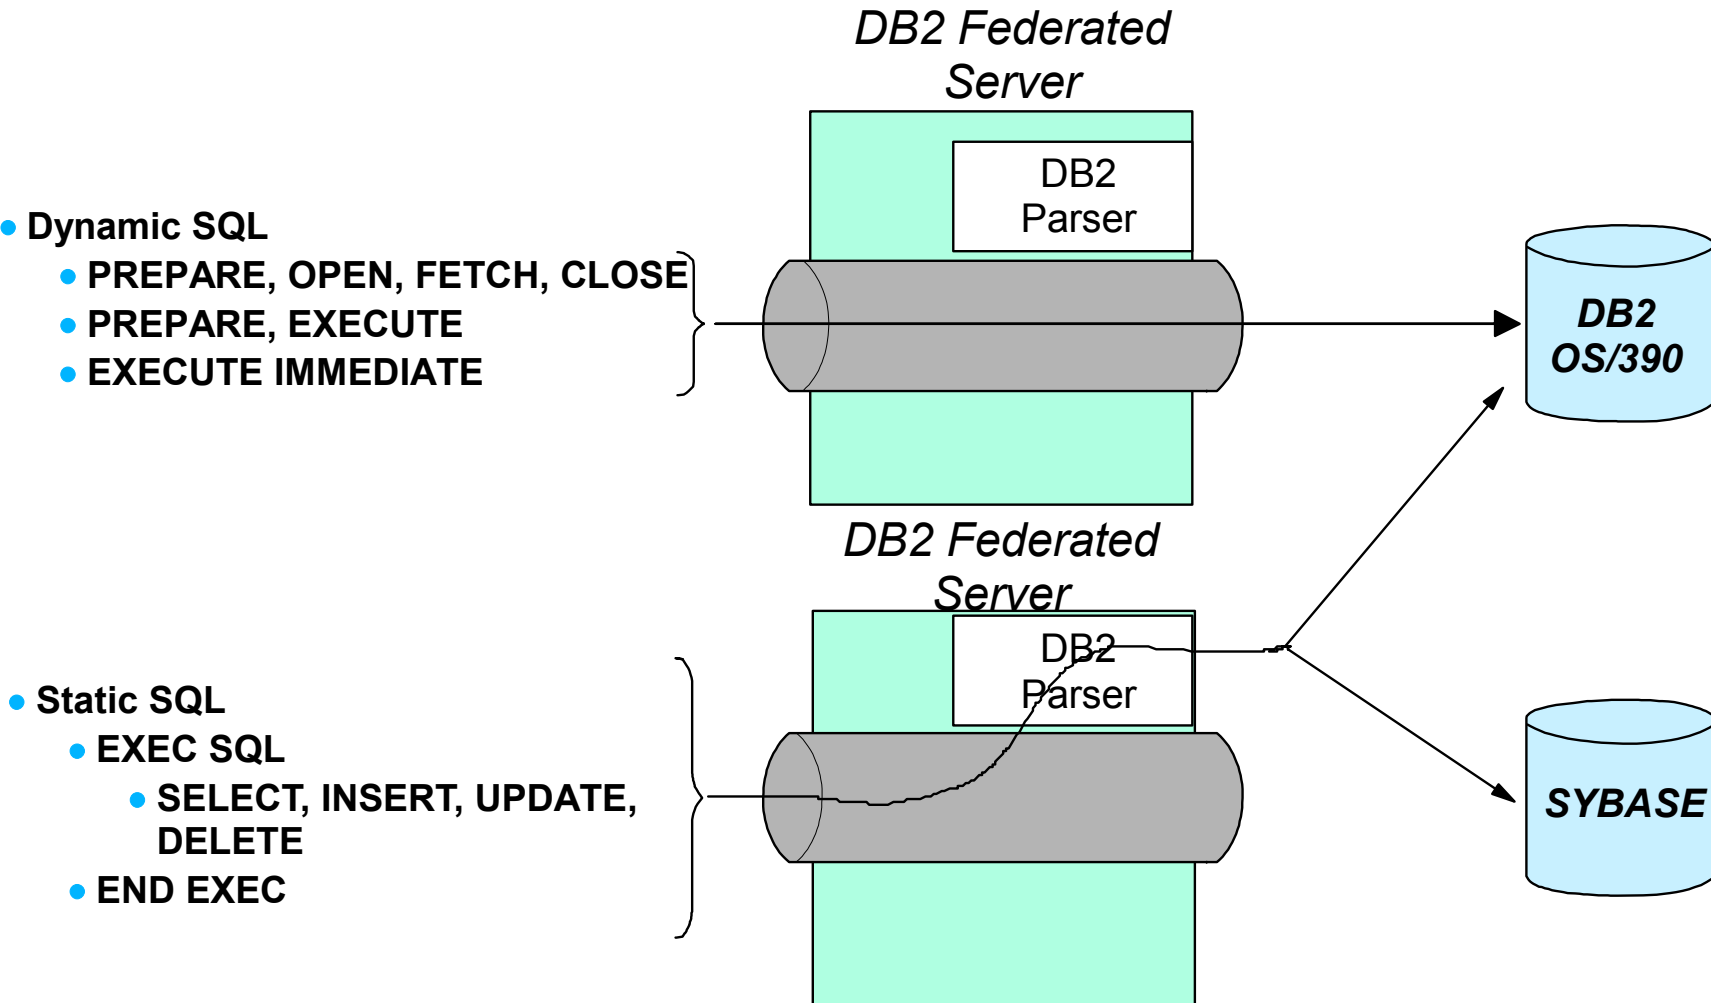 DB2 Federated
Server
DB2
Parser
Dynamic SQL
PREPARE, OPEN, FETCH, CLOSE
PREPARE, EXECUTE
EXECUTE IMMEDIATE
DB2
OS/390
DB2 Federated
Server
DB2
Parser
Static SQL
EXEC SQL
SELECT, INSERT, UPDATE,
DELETE
END EXEC
SYBASE